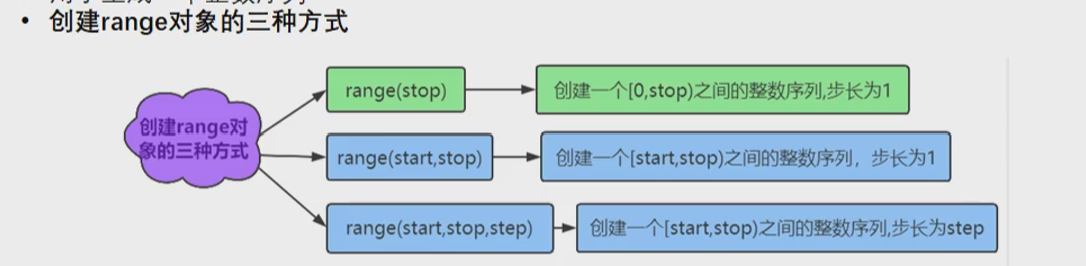 • 创建range对象的三种方式
创建range对
象的三种方式
range(stop)
创建一个[0,stop)之间的整数序列,步长为1
range(start,stop)
创建一个[start,stop)之间的整数序列，步长为1
range(start,stop,step)
创建一个[start,stop)之间的整数序列,步长为step